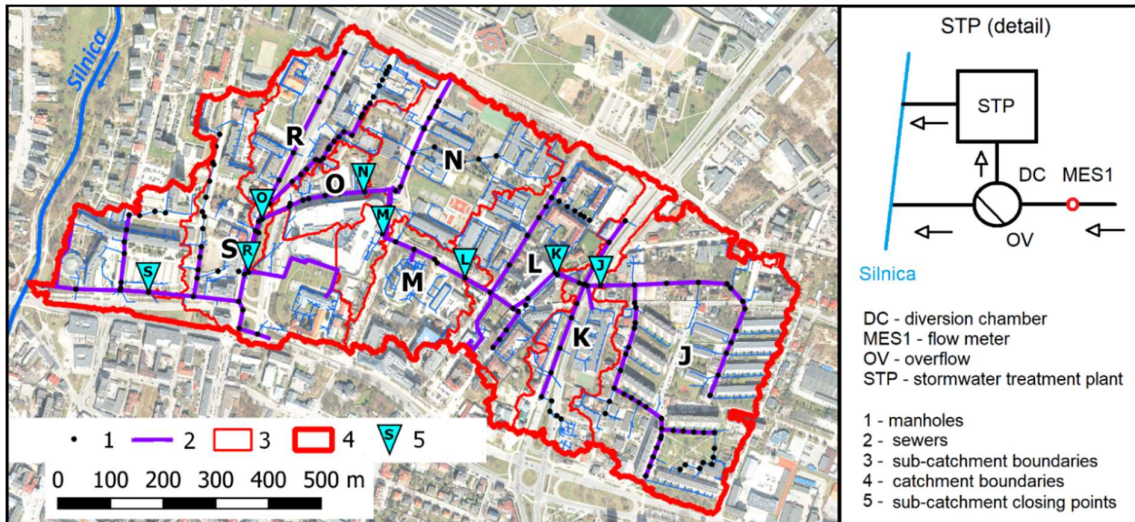 Silnica
R
N
O
N
O
M
S
R
S
M
L
L
K
J
K
J
1
2
3
4
S
5
0 100 200 300 400 500 m
STP (detail)
STP
DC
MES1
OV
Silnica
DC - diversion chamber
MES1 - flow meter
OV - overflow
STP - stormwater treatment plant
1 - manholes
2 - sewers
3 - sub-catchment boundaries
4 - catchment boundaries
5 - sub-catchment closing points